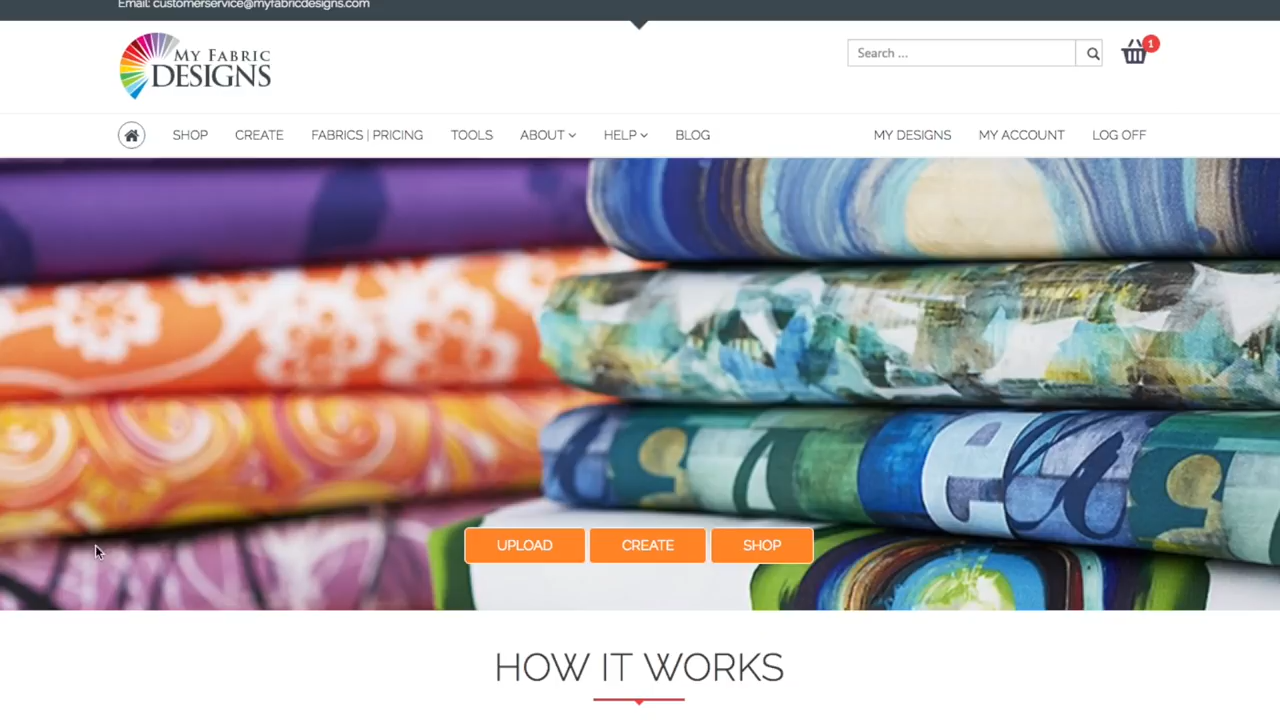 Email: customerservice@myfabricdesigns.com
MY FABRIC
DESIGNS
Search ...
1
SHOP CREATE FABRICS | PRICING TOOLS ABOUT HELP BLOG MY DESIGNS MY ACCOUNT LOG OFF
UPLOAD CREATE SHOP
HOW IT WORKS